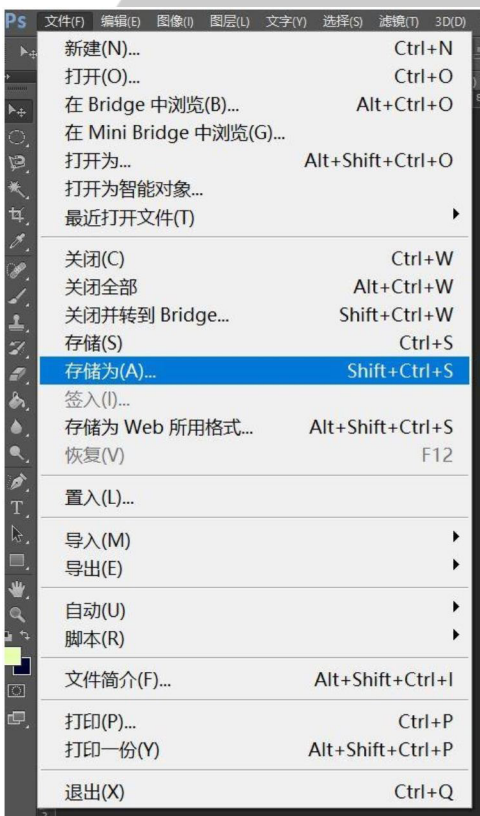 Ps 文件(F) 编辑(E) 图像(I) 图层(L) 文字(Y) 选择(S) 滤镜(T) 3D(D)
新建(N)... Ctrl+N
打开(O)... Ctrl+O
在 Bridge 中浏览(B)... Alt+Ctrl+O
在 Mini Bridge 中浏览(G)...
打开为... Alt+Shift+Ctrl+O
打开为智能对象...
最近打开文件(T)
关闭(C) Ctrl+W
关闭全部 Alt+Ctrl+W
关闭并转到 Bridge... Shift+Ctrl+W
存储(S) Ctrl+S
存储为(A)... Shift+Ctrl+S
签入(I)...
存储为 Web 所用格式... Alt+Shift+Ctrl+S
恢复(V) F12
置入(L)...
导入(M)
导出(E)
自动(U)
脚本(R)
文件简介(F)... Alt+Shift+Ctrl+I
打印(P)... Ctrl+P
打印一份(Y) Alt+Shift+Ctrl+P
退出(X) Ctrl+Q